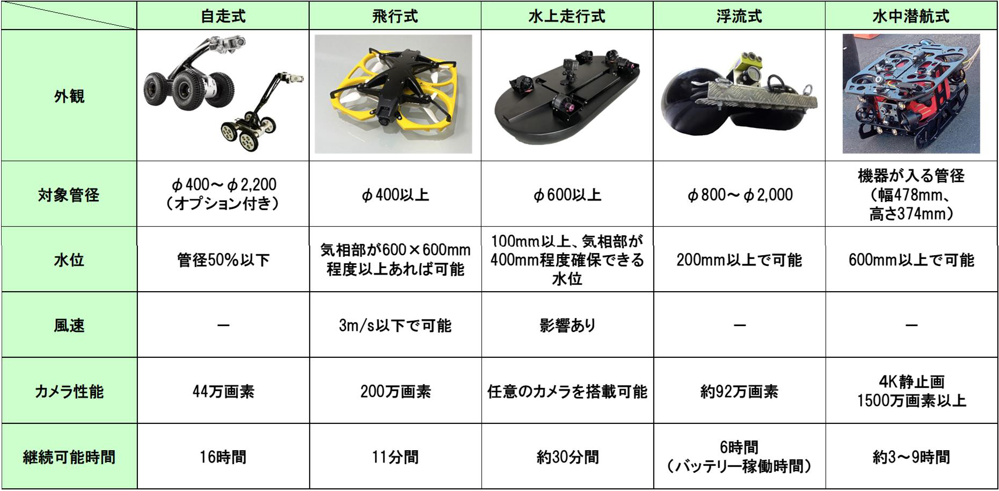 自走式
飛行式
水上走行式
浮流式
水中潜航式
外観
対象管径
φ400～φ2,200
（オプション付き）
φ400以上
φ600以上
φ800～φ2,000
機器が入る管径
（幅478mm、
高さ374mm）
水位
管径50%以下
気相部が600×600mm
程度以上あれば可能
100mm以上、気相部が
400mm程度確保できる
水位
200mm以上で可能
600mm以上で可能
風速
－
3m/s以下で可能
影響あり
－
－
カメラ性能
44万画素
200万画素
任意のカメラを搭載可能
約92万画素
4K静止画
1500万画素以上
継続可能時間
16時間
11分間
約30分間
6時間
（バッテリー稼働時間）
約3～9時間